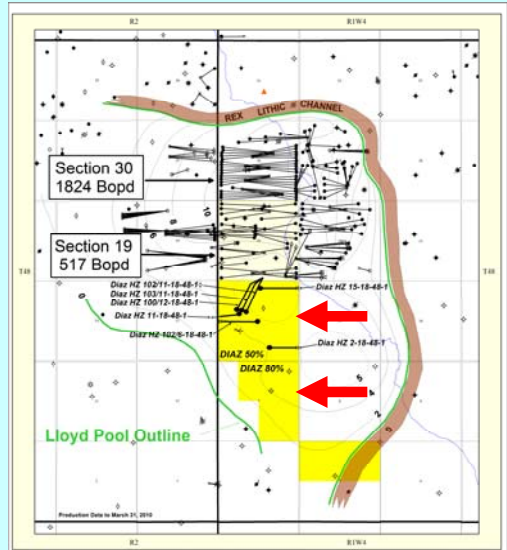 R2
R1W4
REX LITHIC CHANNEL
Section 30
1824 Bopd
10
Section 19
517 Bopd
T48
T48
Diaz HZ 102/11-18-48-1
Diaz HZ 103/11-18-48-1
Diaz HZ 100/12-18-48-1
Diaz HZ 15-18-48-1
Diaz HZ 11-18-48-1
Diaz HZ 102/6-18-48-1
Diaz HZ 2-18-48-1
DIAZ 50%
DIAZ 80%
0
5
4
2
Lloyd Pool Outline
Production Data to March 31, 2010
R2
R1W4